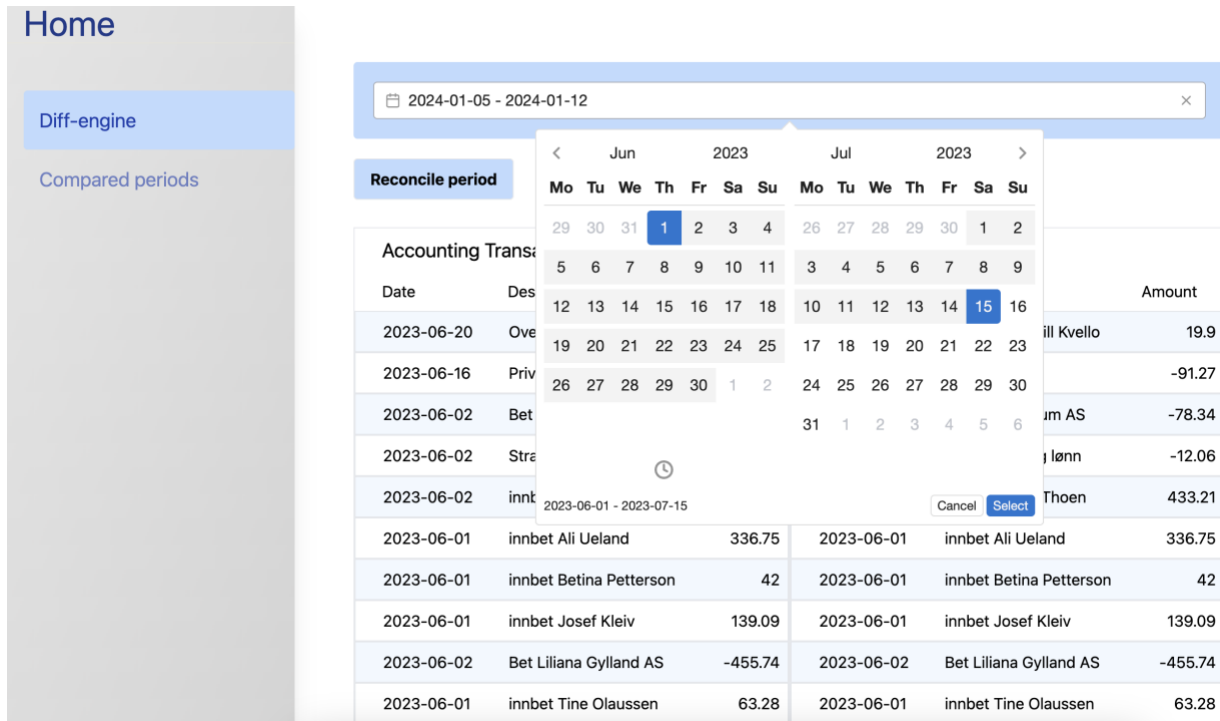 Home
Diff-engine
Compared periods
2024-01-05 - 2024-01-12
Reconcile period
Jun 2023 Jul 2023
Mo Tu We Th Fr Sa Su Mo Tu We Th Fr Sa Su
29 30 31 1 2 3 4 26 27 28 29 30 1 2
5 6 7 8 9 10 11 3 4 5 6 7 8 9
12 13 14 15 16 17 18 10 11 12 13 14 15 16
19 20 21 22 23 24 25 17 18 19 20 21 22 23
26 27 28 29 30 1 2 24 25 26 27 28 29 30
31 1 2 3 4 5 6
2023-06-01 - 2023-07-15
Cancel Select
Accounting Transa
Date Des Amount
2023-06-20 Ove ill Kvello 19.9
2023-06-16 Priv -91.27
2023-06-02 Bet um AS -78.34
2023-06-02 Stra g lønn -12.06
2023-06-02 innb Thoen 433.21
2023-06-01 innbet Ali Ueland 336.75 2023-06-01 innbet Ali Ueland 336.75
2023-06-01 innbet Betina Petterson 42 2023-06-01 innbet Betina Petterson 42
2023-06-01 innbet Josef Kleiv 139.09 2023-06-01 innbet Josef Kleiv 139.09
2023-06-02 Bet Liliana Gylland AS -455.74 2023-06-02 Bet Liliana Gylland AS -455.74
2023-06-01 innbet Tine Olaussen 63.28 2023-06-01 innbet Tine Olaussen 63.28